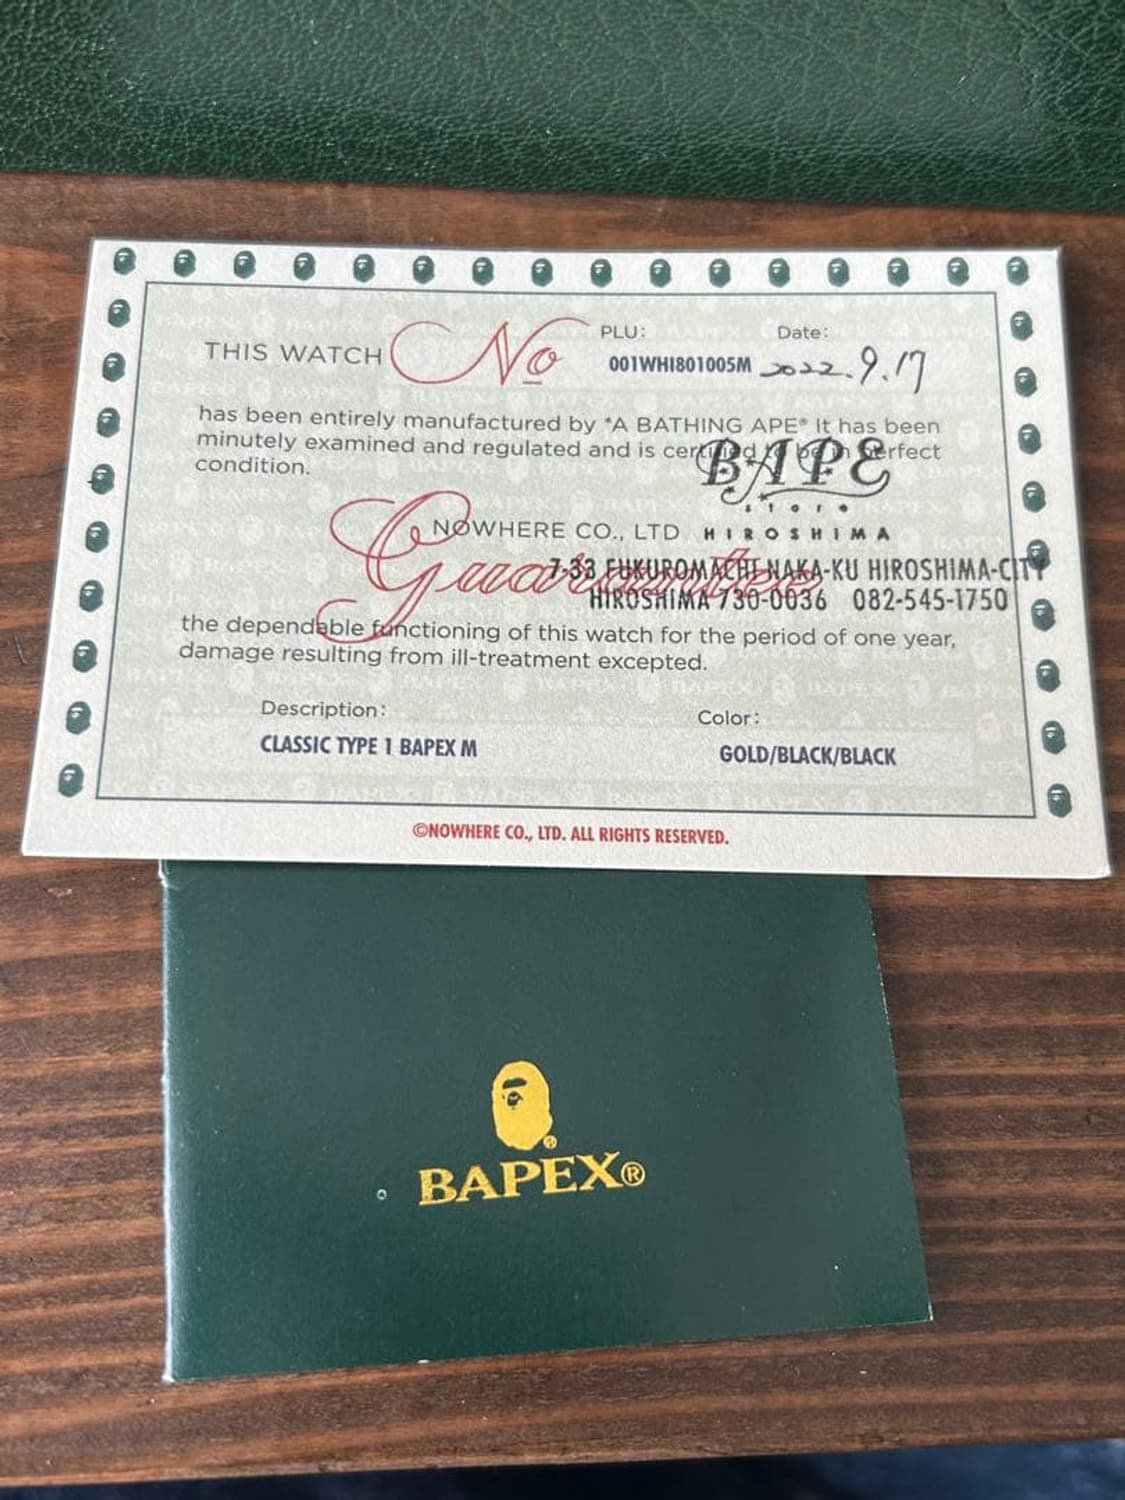 PLU: Date:
THIS WATCH No 001WHI801005M 2022.9.17
has been entirely manufactured by *A BATHING APE® It has been
minutely examined and regulated and is certified to be in perfect
condition.
BAPE
store
NOWHERE CO., LTD HIROSHIMA
Guarantee
7-33 FUKUROMACHI NAKA-KU HIROSHIMA-CITY
HIROSHIMA 730-0036 082-545-1750
the dependable functioning of this watch for the period of one year,
damage resulting from ill-treatment excepted.
Description: Color:
CLASSIC TYPE 1 BAPEX M GOLD/BLACK/BLACK
©NOWHERE CO., LTD. ALL RIGHTS RESERVED.
®
BAPEX®